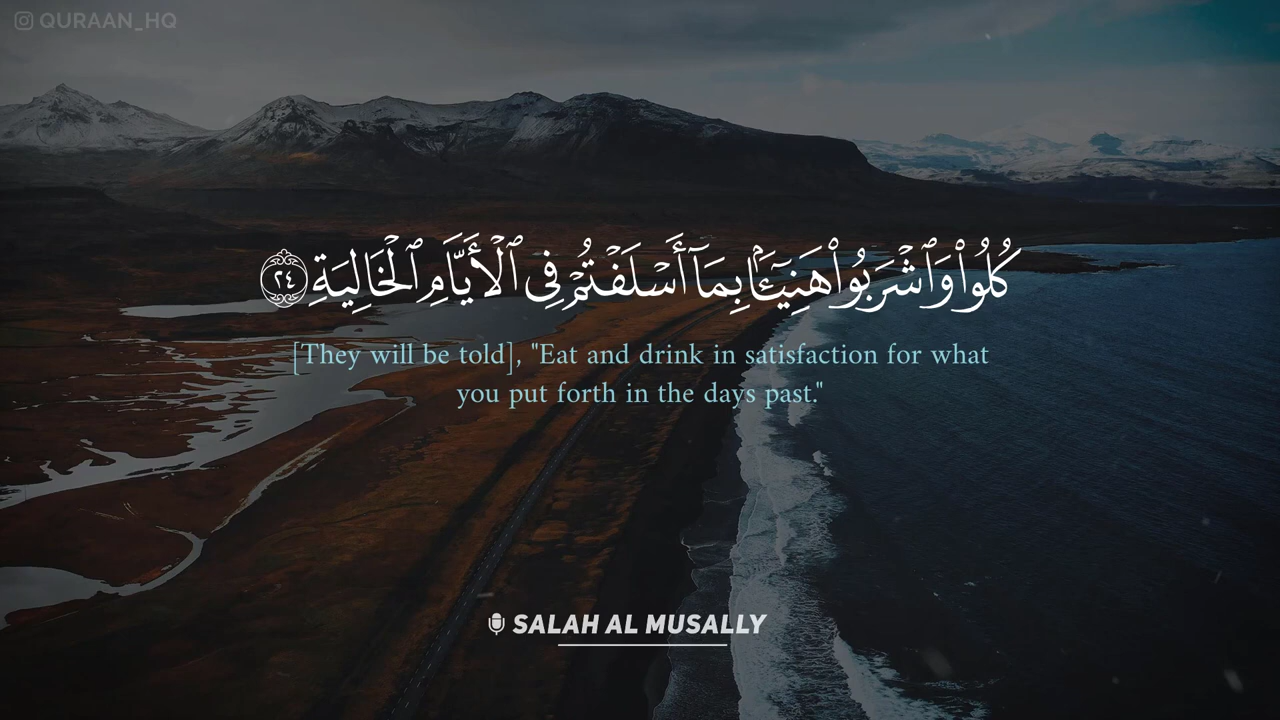 QURAAN_HQ
كُلُوا۟ وَٱشْرَبُوا۟ هَنِيٓـًٔۢا بِمَآ أَسْلَفْتُمْ فِى ٱلْأَيَّامِ ٱلْخَالِيَةِ ٢٤
[They will be told], "Eat and drink in satisfaction for what
you put forth in the days past."
SALAH AL MUSALLY